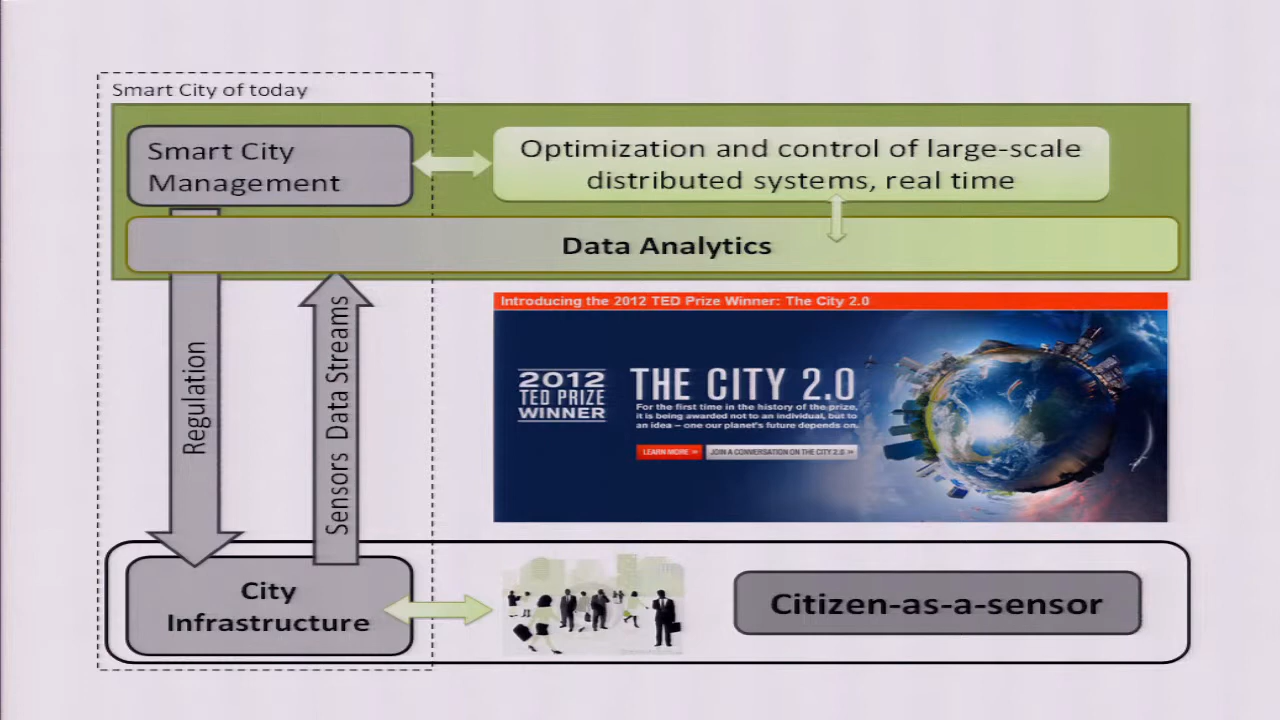 Smart City of today
Smart City
Management
Optimization and control of large-scale
distributed systems, real time
Data Analytics
Regulation
Sensors Data Streams
Introducing the 2012 TED Prize Winner: The City 2.0
2012
TED PRIZE
WINNER
THE CITY 2.0
For the first time in the history of the prize,
it is being awarded not to an individual, but to
an idea – one our planet's future depends on.
LEARN MORE »
JOIN A CONVERSATION ON THE CITY 2.0 »
City
Infrastructure
Citizen-as-a-sensor